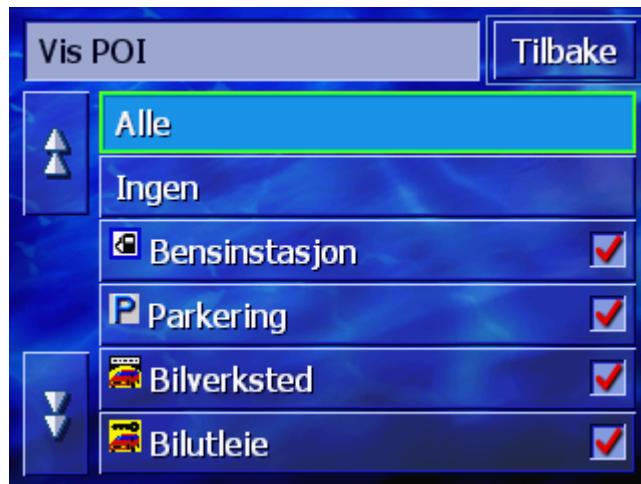 Vis POI
Tilbake
Alle
Ingen
Bensinstasjon
P Parkering
Bilverksted
Bilutleie